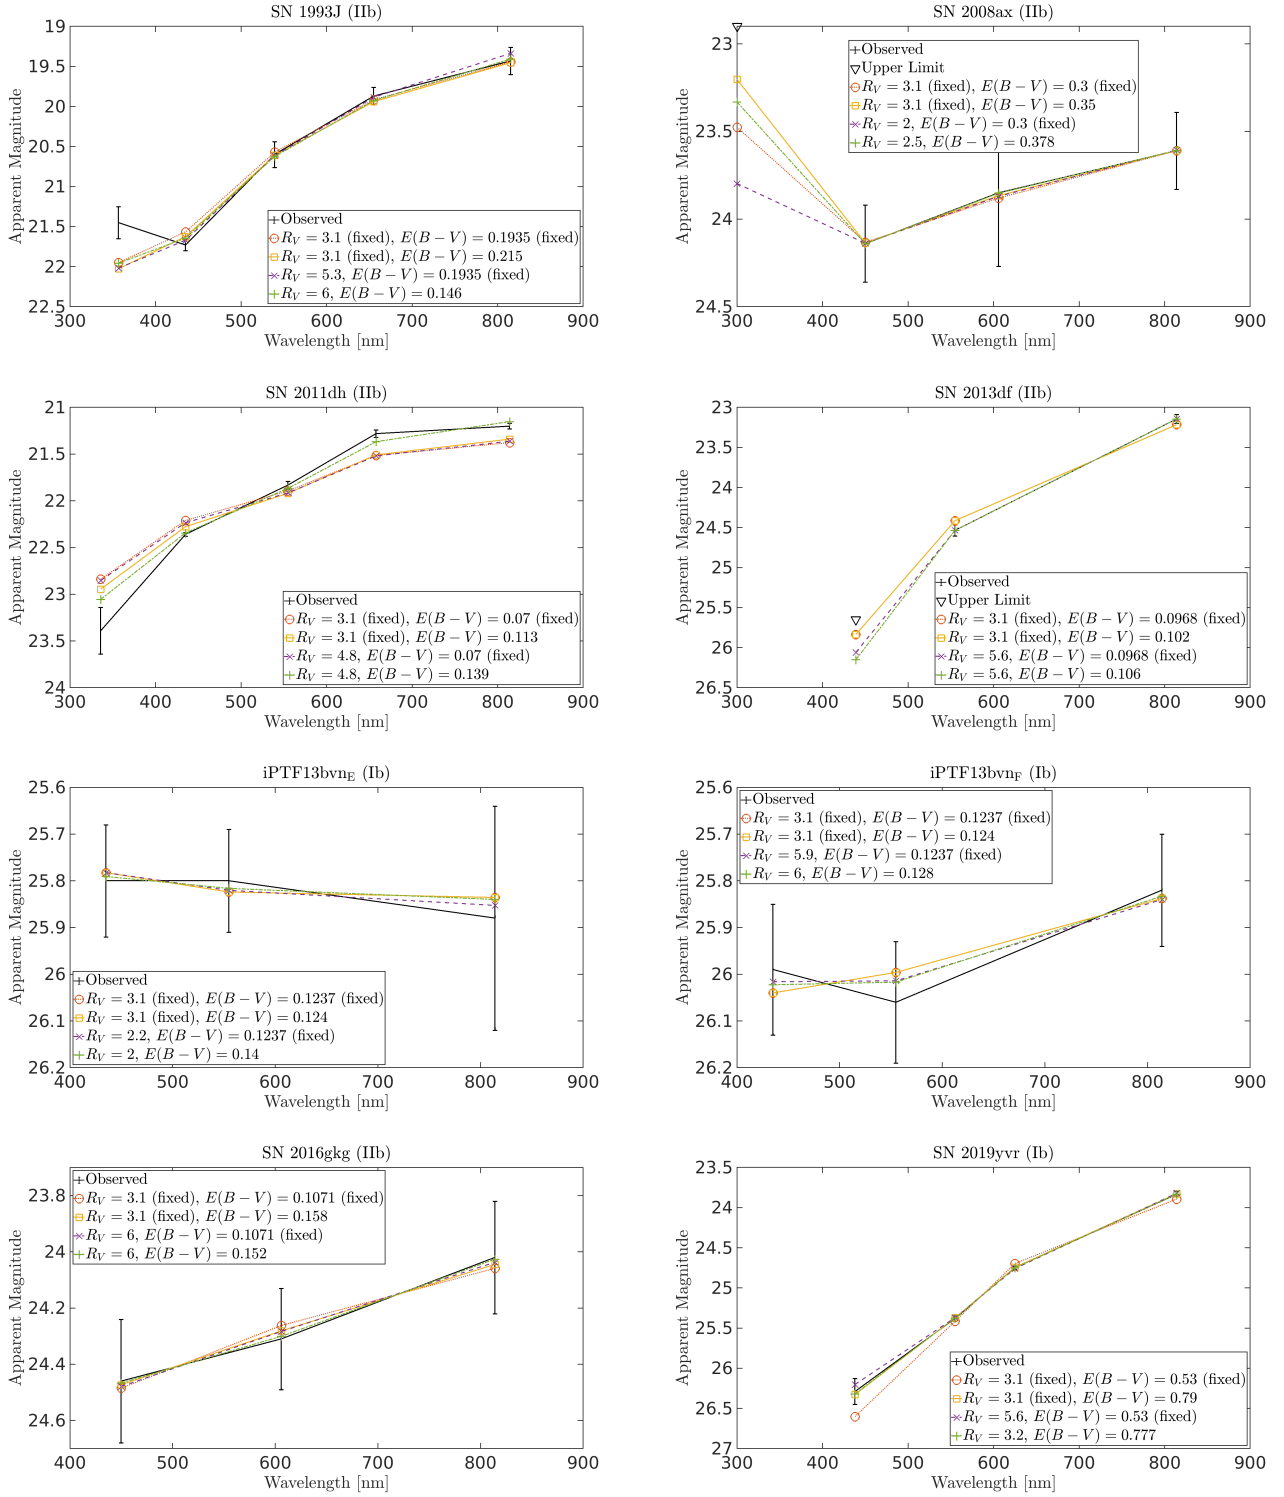 SN 1993J (IIb)
19
19.5
20
20.5
21
21.5
22
22.5
Apparent Magnitude
Observed
R_V = 3.1 (fixed), E(B − V) = 0.1935 (fixed)
R_V = 3.1 (fixed), E(B − V) = 0.215
R_V = 5.3, E(B − V) = 0.1935 (fixed)
R_V = 6, E(B − V) = 0.146
300 400 500 600 700 800 900
Wavelength [nm]
SN 2008ax (IIb)
23
23.5
24
24.5
Apparent Magnitude
Observed
Upper Limit
R_V = 3.1 (fixed), E(B − V) = 0.3 (fixed)
R_V = 3.1 (fixed), E(B − V) = 0.35
R_V = 2, E(B − V) = 0.3 (fixed)
R_V = 2.5, E(B − V) = 0.378
300 400 500 600 700 800 900
Wavelength [nm]
SN 2011dh (IIb)
21
21.5
22
22.5
23
23.5
24
Apparent Magnitude
Observed
R_V = 3.1 (fixed), E(B − V) = 0.07 (fixed)
R_V = 3.1 (fixed), E(B − V) = 0.113
R_V = 4.8, E(B − V) = 0.07 (fixed)
R_V = 4.8, E(B − V) = 0.139
300 400 500 600 700 800 900
Wavelength [nm]
SN 2013df (IIb)
23
23.5
24
24.5
25
25.5
26
26.5
Apparent Magnitude
Observed
Upper Limit
R_V = 3.1 (fixed), E(B − V) = 0.0968 (fixed)
R_V = 3.1 (fixed), E(B − V) = 0.102
R_V = 5.6, E(B − V) = 0.0968 (fixed)
R_V = 5.6, E(B − V) = 0.106
300 400 500 600 700 800 900
Wavelength [nm]
iPTF13bvn_E (Ib)
25.6
25.7
25.8
25.9
26
26.1
26.2
Apparent Magnitude
Observed
R_V = 3.1 (fixed), E(B − V) = 0.1237 (fixed)
R_V = 3.1 (fixed), E(B − V) = 0.124
R_V = 2.2, E(B − V) = 0.1237 (fixed)
R_V = 2, E(B − V) = 0.14
400 500 600 700 800 900
Wavelength [nm]
iPTF13bvn_F (Ib)
25.6
25.7
25.8
25.9
26
26.1
26.2
Apparent Magnitude
Observed
R_V = 3.1 (fixed), E(B − V) = 0.1237 (fixed)
R_V = 3.1 (fixed), E(B − V) = 0.124
R_V = 5.9, E(B − V) = 0.1237 (fixed)
R_V = 6, E(B − V) = 0.128
400 500 600 700 800 900
Wavelength [nm]
SN 2016gkg (IIb)
23.8
24
24.2
24.4
24.6
Apparent Magnitude
Observed
R_V = 3.1 (fixed), E(B − V) = 0.1071 (fixed)
R_V = 3.1 (fixed), E(B − V) = 0.158
R_V = 6, E(B − V) = 0.1071 (fixed)
R_V = 6, E(B − V) = 0.152
400 500 600 700 800 900
Wavelength [nm]
SN 2019yvr (Ib)
23.5
24
24.5
25
25.5
26
26.5
27
Apparent Magnitude
Observed
R_V = 3.1 (fixed), E(B − V) = 0.53 (fixed)
R_V = 3.1 (fixed), E(B − V) = 0.79
R_V = 5.6, E(B − V) = 0.53 (fixed)
R_V = 3.2, E(B − V) = 0.777
300 400 500 600 700 800 900
Wavelength [nm]